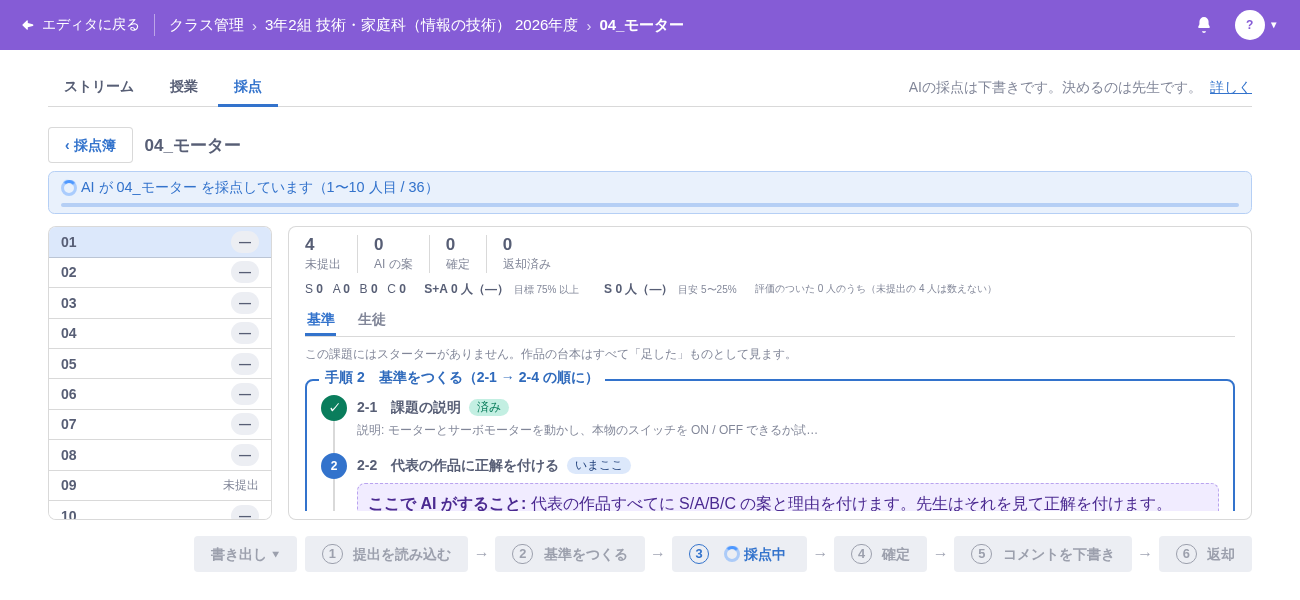 エディタに戻る
クラス管理 › 3年2組 技術・家庭科（情報の技術） 2026年度 › 04_モーター
?
ストリーム 授業 採点
AIの採点は下書きです。決めるのは先生です。 詳しく
‹ 採点簿 04_モーター
AI が 04_モーター を採点しています（1〜10 人目 / 36）
01 —
02 —
03 —
04 —
05 —
06 —
07 —
08 —
09 未提出
10 —
4 0 0 0
未提出 AI の案 確定 返却済み
S 0 A 0 B 0 C 0 S+A 0 人（—） 目標 75% 以上 S 0 人（—） 目安 5〜25% 評価のついた 0 人のうち（未提出の 4 人は数えない）
基準 生徒
この課題にはスターターがありません。作品の台本はすべて「足した」ものとして見ます。
手順 2 基準をつくる（2-1 → 2-4 の順に）
2-1 課題の説明 済み
説明: モーターとサーボモーターを動かし、本物のスイッチを ON / OFF できるか試…
2 2-2 代表の作品に正解を付ける いまここ
ここで AI がすること: 代表の作品すべてに S/A/B/C の案と理由を付けます。先生はそれを見て正解を付けます。
書き出し ▾ 1 提出を読み込む → 2 基準をつくる → 3 採点中 → 4 確定 → 5 コメントを下書き → 6 返却